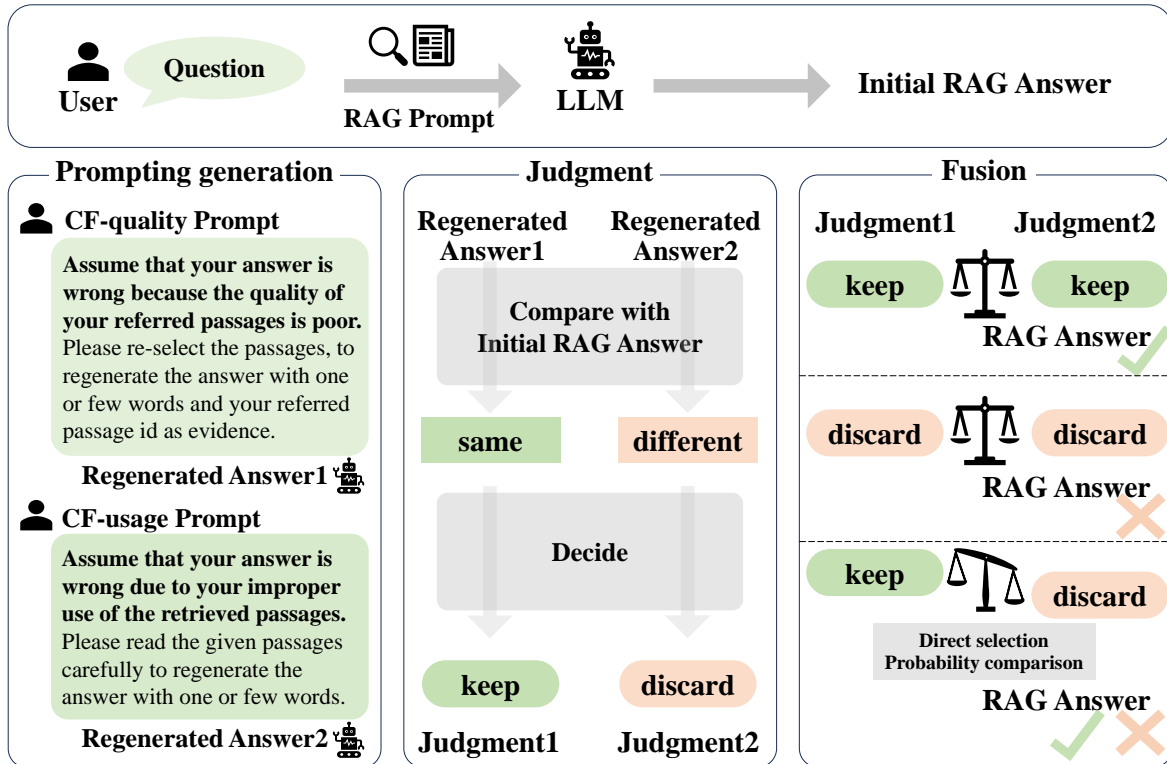 Question
User
RAG Prompt
LLM
Initial RAG Answer
Prompting generation
CF-quality Prompt
Assume that your answer is
wrong because the quality of
your referred passages is poor.
Please re-select the passages, to
regenerate the answer with one
or few words and your referred
passage id as evidence.
Regenerated Answer1
CF-usage Prompt
Assume that your answer is
wrong due to your improper
use of the retrieved passages.
Please read the given passages
carefully to regenerate the
answer with one or few words.
Regenerated Answer2
Judgment
Regenerated
Answer1
Regenerated
Answer2
Compare with
Initial RAG Answer
same
different
Decide
keep
discard
Judgment1
Judgment2
Fusion
Judgment1
Judgment2
keep
keep
RAG Answer
discard
discard
RAG Answer
keep
discard
Direct selection
Probability comparison
RAG Answer